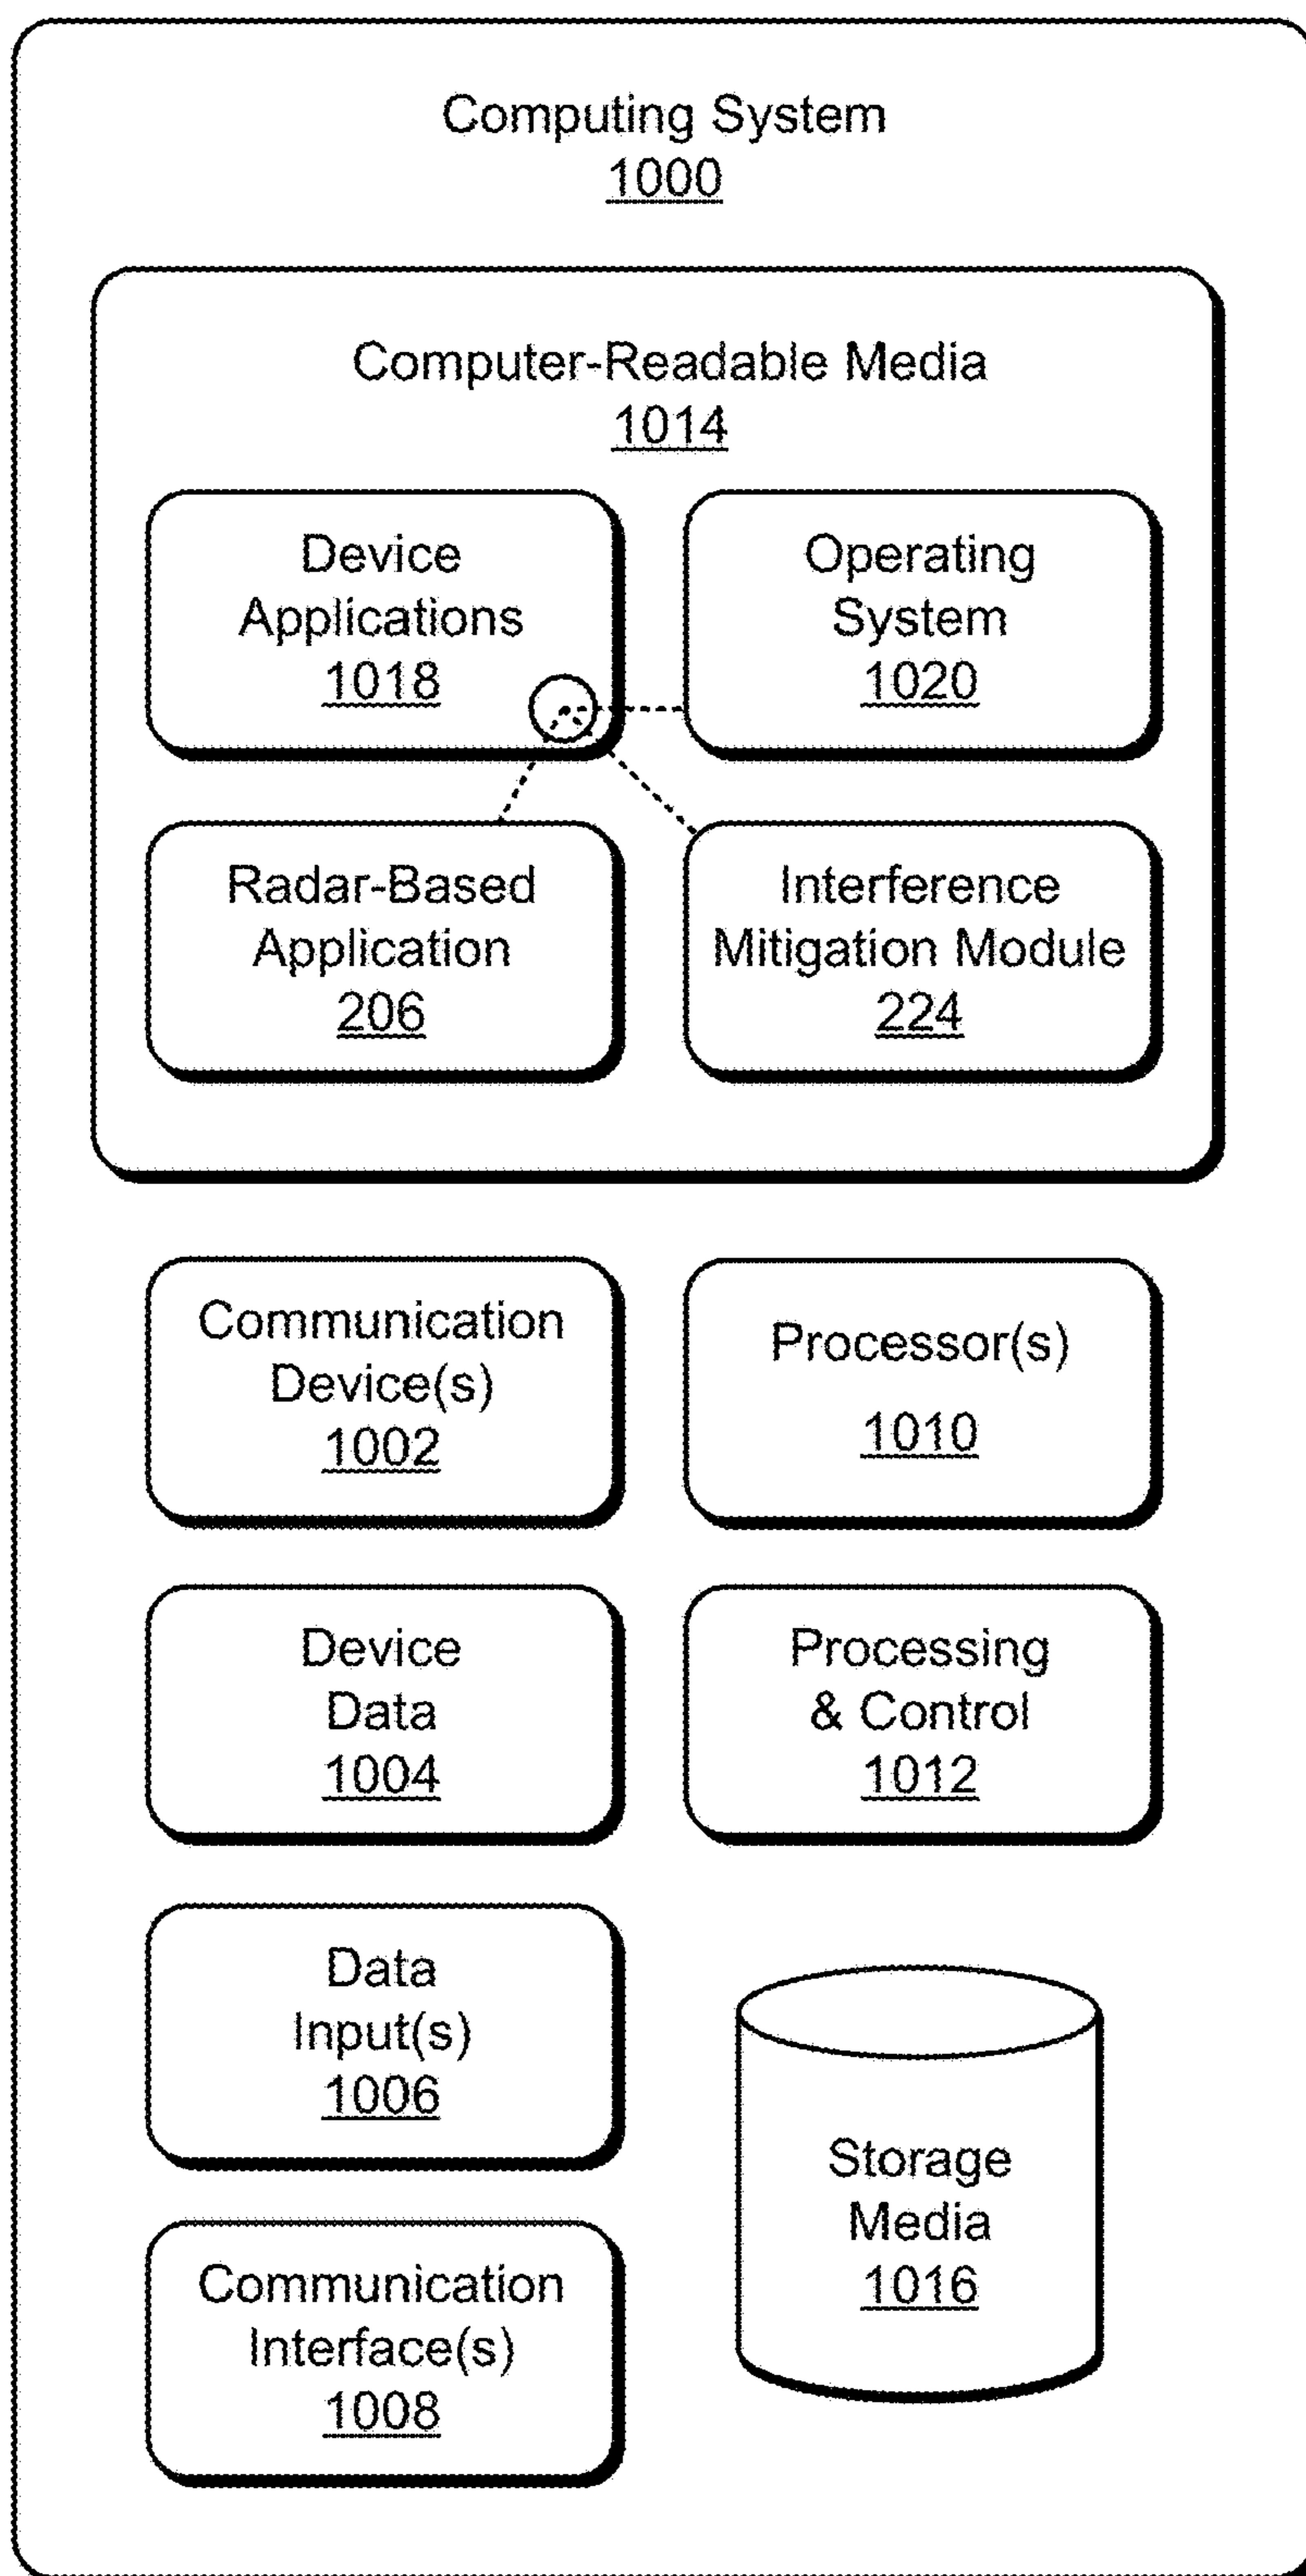 Computing System
1000
Computer-Readable Media
1014
Device
Applications
1018
Operating
System
1020
Radar-Based
Application
206
Interference
Mitigation Module
224
Communication
Device(s)
1002
Processor(s)
1010
Device
Data
1004
Processing
& Control
1012
Data
Input(s)
1006
Storage
Media
1016
Communication
Interface(s)
1008